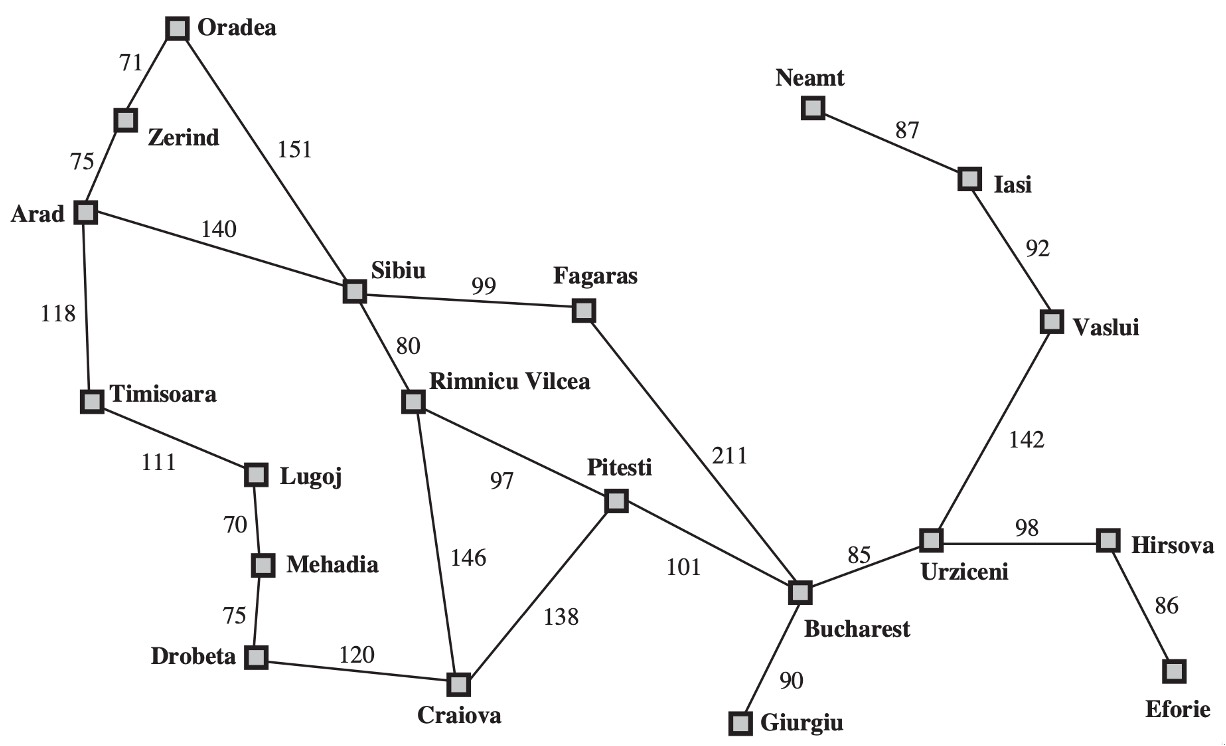 Oradea
71
Neamt
87
Zerind
75
151
Iasi
Arad
140
92
Sibiu
99
Fagaras
118
80
Vaslui
Timisoara
Rimnicu Vilcea
142
111
Lugoj
97
Pitesti
211
70
98
Hirsova
Mehadia
146
101
85
Urziceni
75
138
86
Bucharest
Drobeta
120
90
Craiova
Giurgiu
Eforie